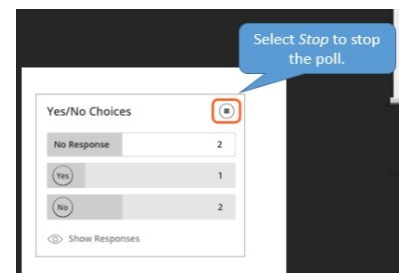 Select Stop to stop
the poll.
Yes/No Choices
No Response 2
Yes 1
No 2
Show Responses